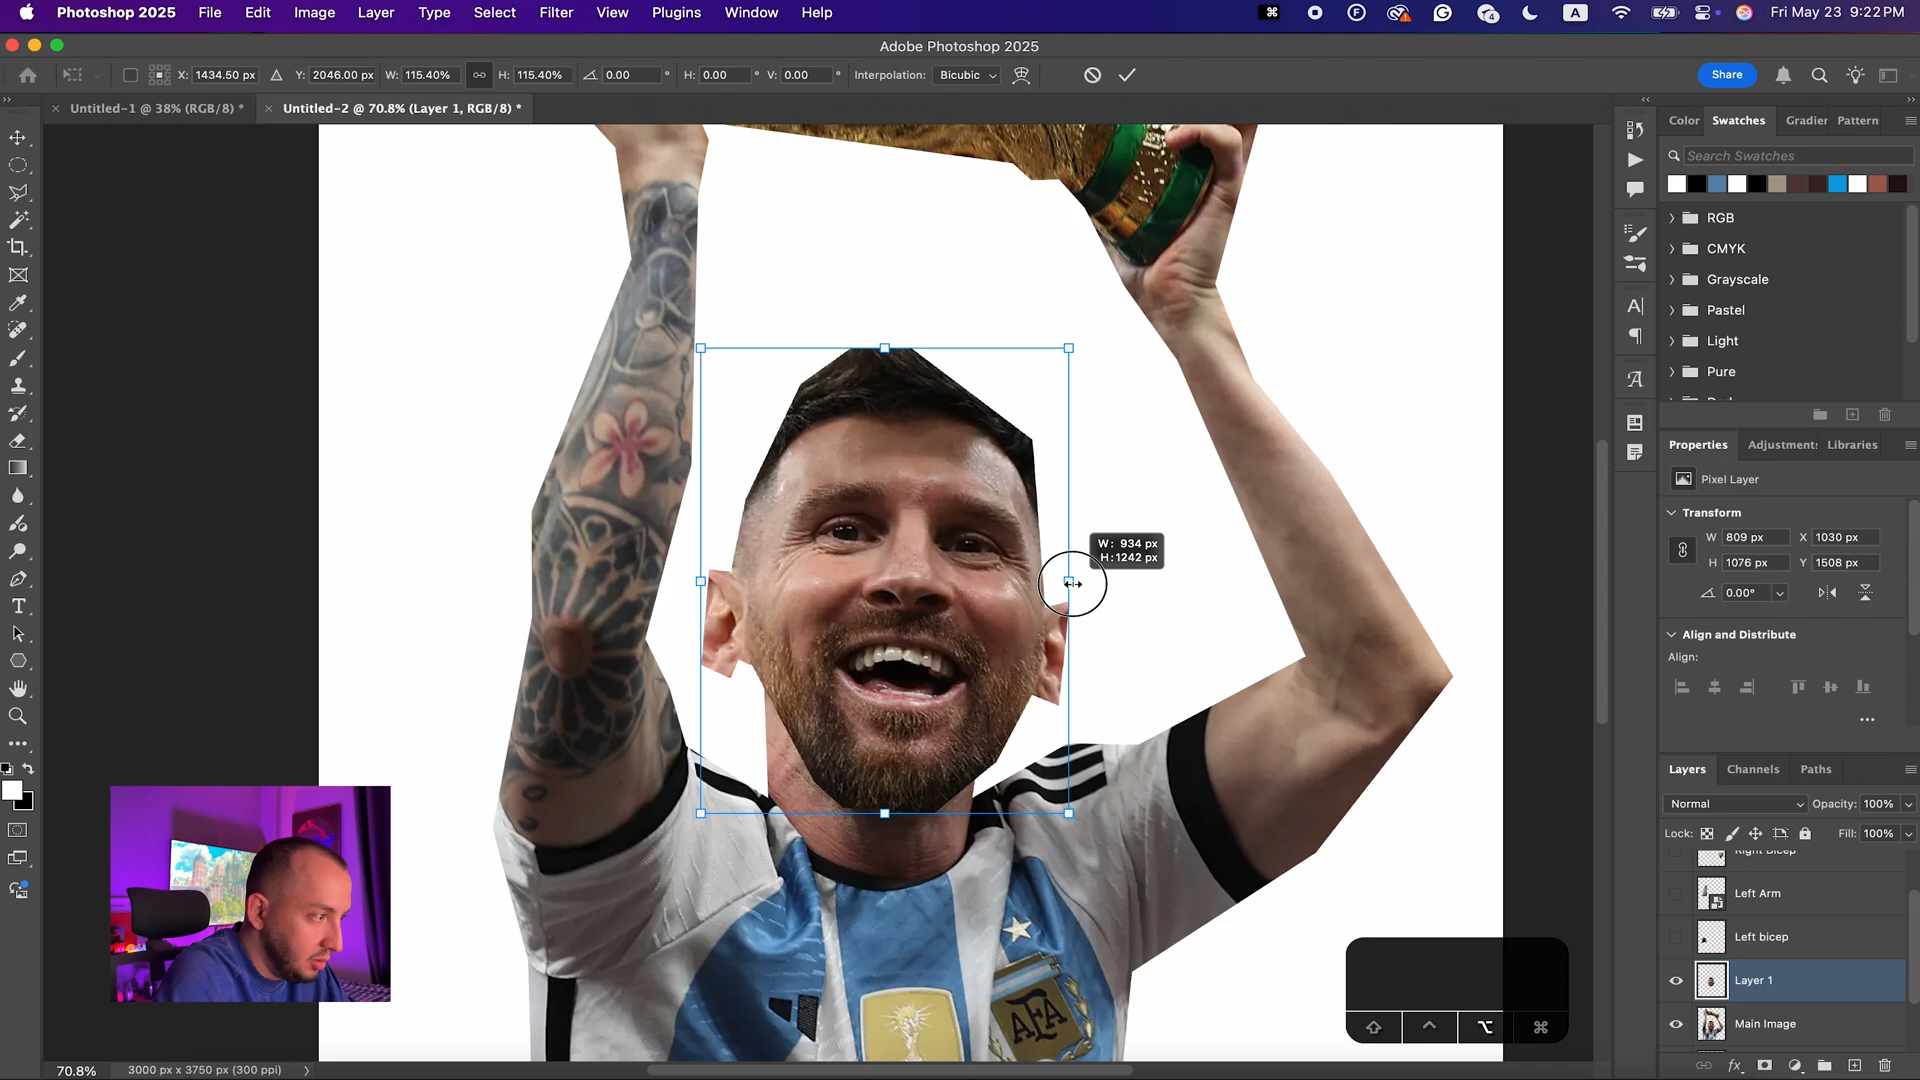 Photoshop 2025 File Edit Image Layer Type Select Filter View Plugins Window Help
4 A Fri May 23 9:22 PM
Adobe Photoshop 2025
X: 1434.50 px Y: 2046.00 px W: 115.40% H: 115.40% 0.00 ° H: 0.00 ° V: 0.00 ° Interpolation: Bicubic Share
Untitled-1 @ 38% (RGB/8) * Untitled-2 @ 70.8% (Layer 1, RGB/8) *
Color Swatches Gradier Pattern
Search Swatches
RGB
CMYK
Grayscale
Pastel
Light
Pure
Properties Adjustment: Libraries
Pixel Layer
Transform
W 809 px X 1030 px
H 1076 px Y 1508 px
0.00°
Align and Distribute
Align:
Layers Channels Paths
Normal Opacity: 100%
Lock: Fill: 100%
Right Bicep
Left Arm
Left bicep
Layer 1
Main Image
fx
W: 934 px
H: 1242 px
AFA
70.8% 3000 px x 3750 px (300 ppi)